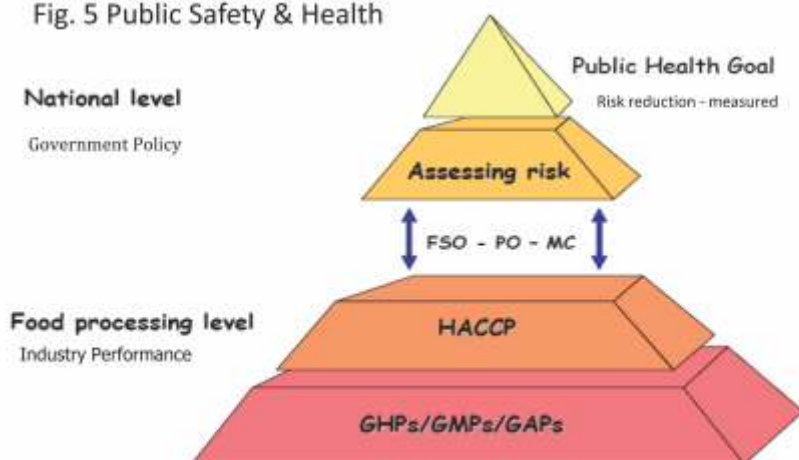 Fig. 5 Public Safety & Health
Public Health Goal
Risk reduction - measured
National level
Government Policy
Assessing risk
FSO - PO - MC
Food processing level
Industry Performance
HACCP
GHPs/GMPs/GAPs